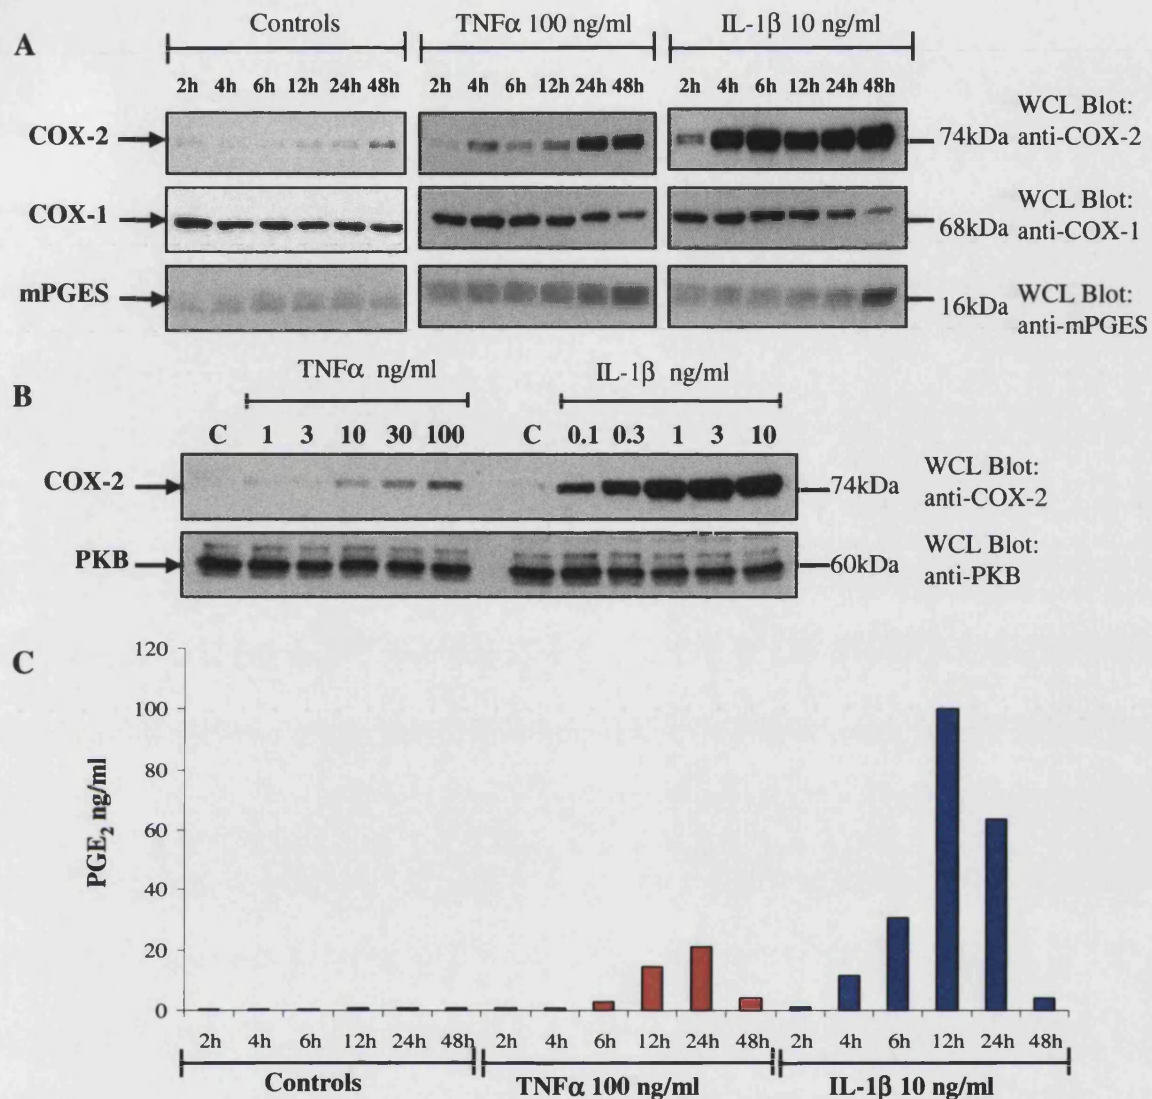 A
Controls
TNFα 100 ng/ml
IL-1β 10 ng/ml
2h 4h 6h 12h 24h 48h
2h 4h 6h 12h 24h 48h
2h 4h 6h 12h 24h 48h
COX-2
74kDa
WCL Blot:
anti-COX-2
COX-1
68kDa
WCL Blot:
anti-COX-1
mPGES
16kDa
WCL Blot:
anti-mPGES
B
TNFα ng/ml
IL-1β ng/ml
C 1 3 10 30 100
C 0.1 0.3 1 3 10
COX-2
74kDa
WCL Blot:
anti-COX-2
PKB
60kDa
WCL Blot:
anti-PKB
C
PGE₂ ng/ml
120
100
80
60
40
20
0
2h 4h 6h 12h 24h 48h
2h 4h 6h 12h 24h 48h
2h 4h 6h 12h 24h 48h
Controls
TNFα 100 ng/ml
IL-1β 10 ng/ml